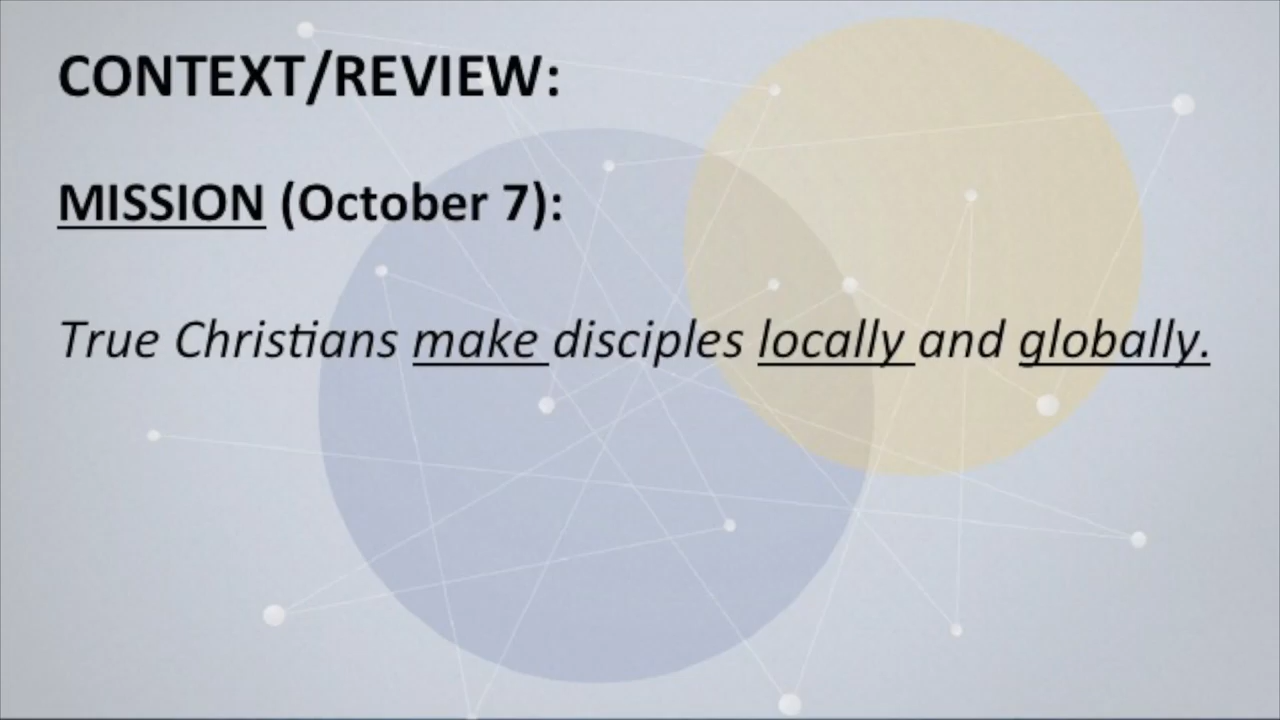 CONTEXT/REVIEW:
MISSION (October 7):
True Christians make disciples locally and globally.